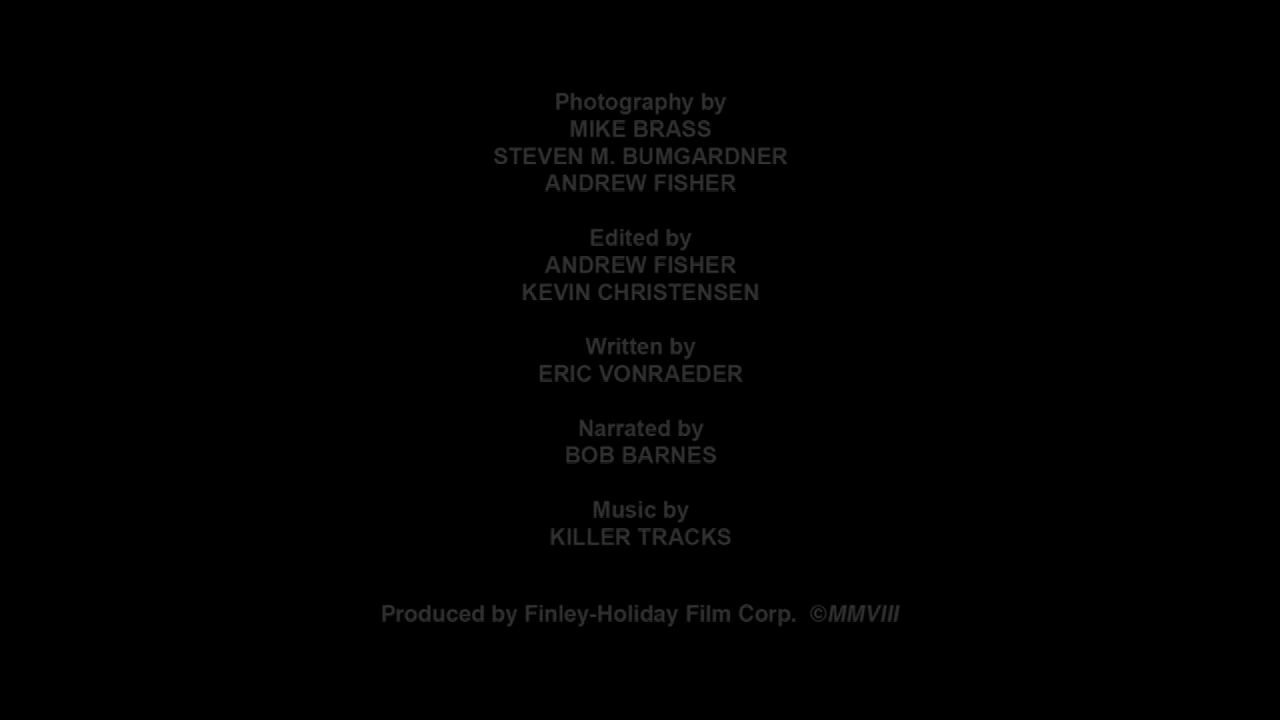 Photography by
MIKE BRASS
STEVEN M. BUMGARDNER
ANDREW FISHER
Edited by
ANDREW FISHER
KEVIN CHRISTENSEN
Written by
ERIC VONRAEDER
Narrated by
BOB BARNES
Music by
KILLER TRACKS
Produced by Finley-Holiday Film Corp. ©MMVIII